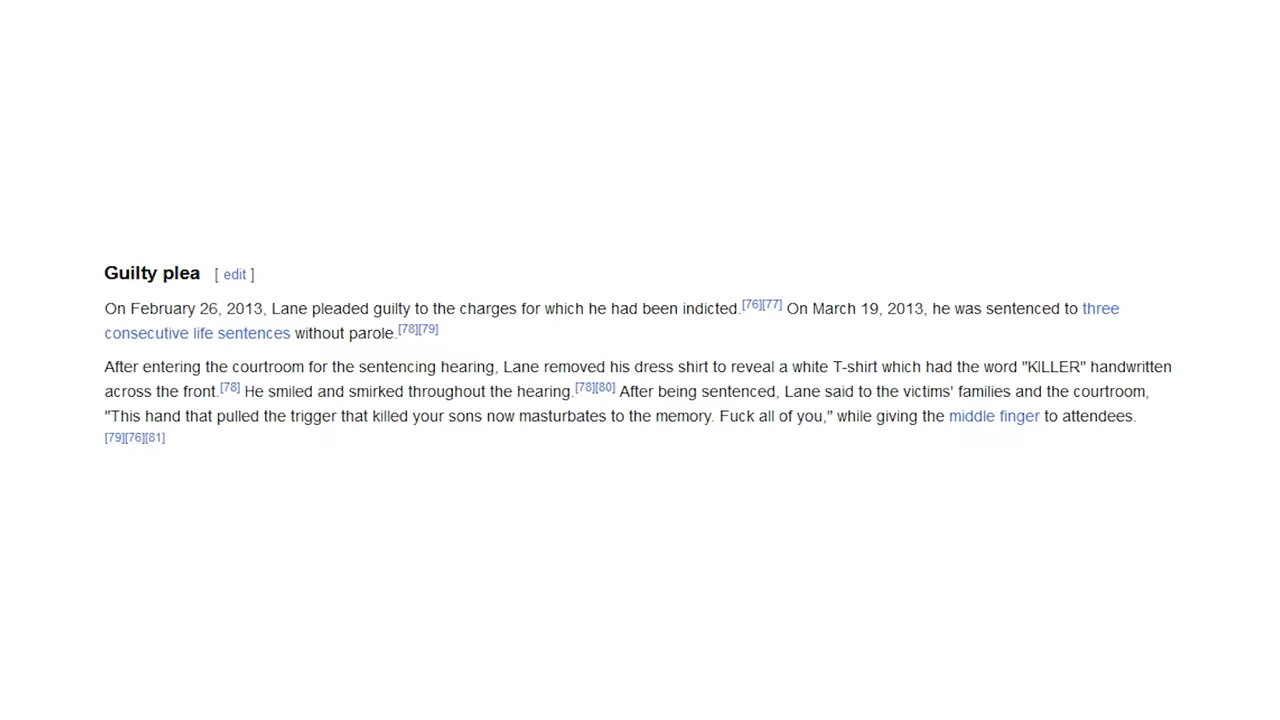 Guilty plea [ edit ]
On February 26, 2013, Lane pleaded guilty to the charges for which he had been indicted.[76][77] On March 19, 2013, he was sentenced to three
consecutive life sentences without parole.[78][79]
After entering the courtroom for the sentencing hearing, Lane removed his dress shirt to reveal a white T-shirt which had the word "KILLER" handwritten
across the front.[78] He smiled and smirked throughout the hearing.[78][80] After being sentenced, Lane said to the victims' families and the courtroom,
"This hand that pulled the trigger that killed your sons now masturbates to the memory. Fuck all of you," while giving the middle finger to attendees.
[79][76][81]